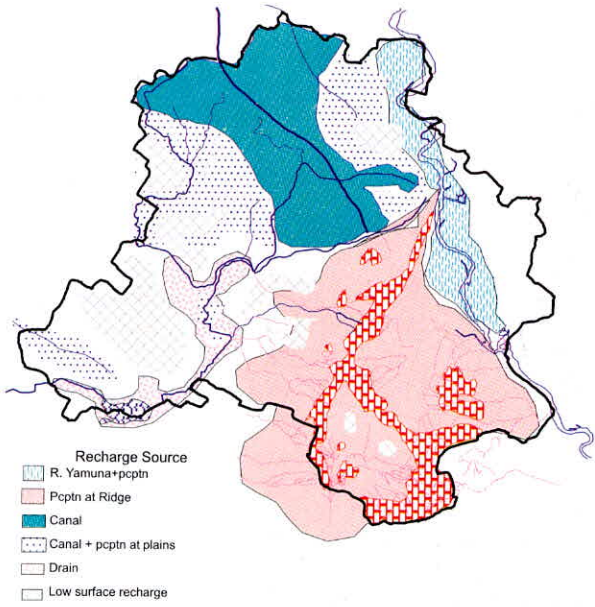 Recharge Source
R. Yamuna+pcptn
Pcptn at Ridge
Canal
Canal + pcptn at plains
Drain
Low surface recharge